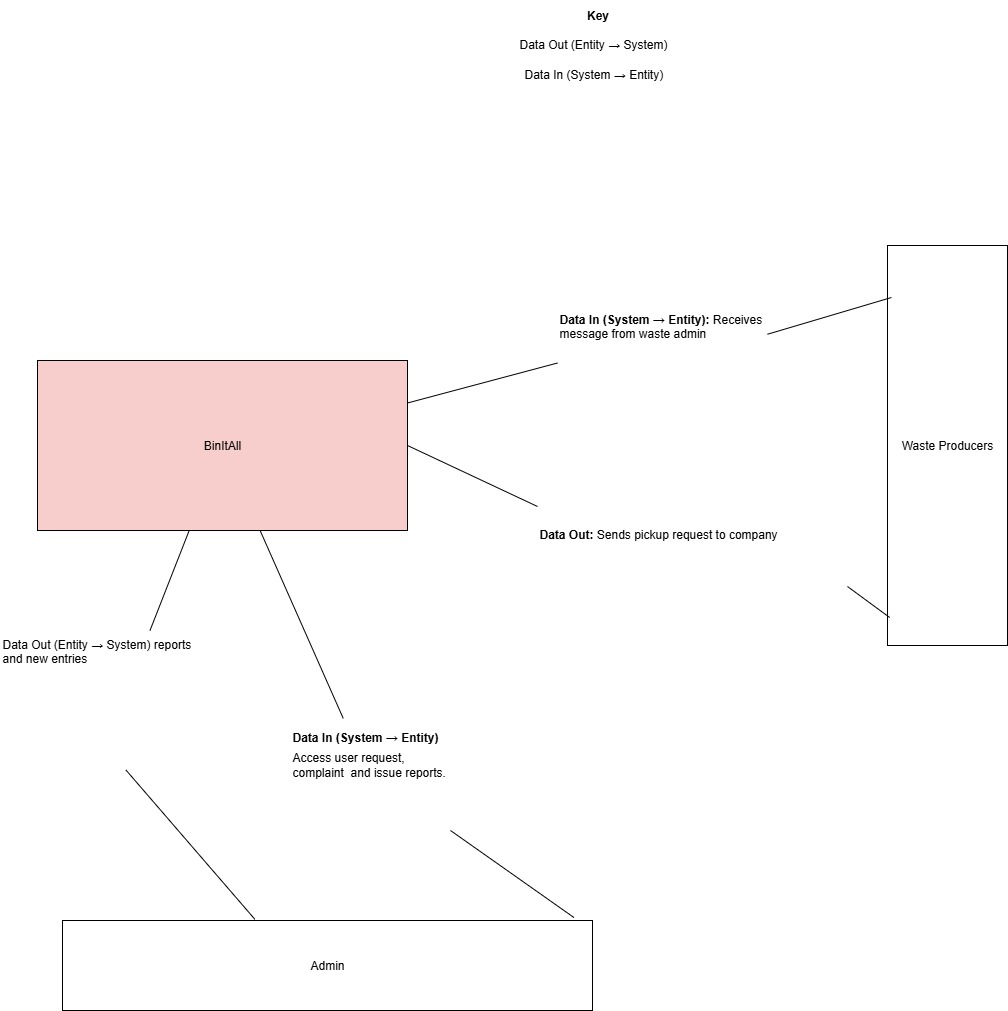 Key
Data Out (Entity → System)
Data In (System → Entity)
Data In (System → Entity): Receives
message from waste admin
BinItAll
Waste Producers
Data Out: Sends pickup request to company
Data Out (Entity → System) reports
and new entries
Data In (System → Entity)
Access user request,
complaint  and issue reports.
Admin